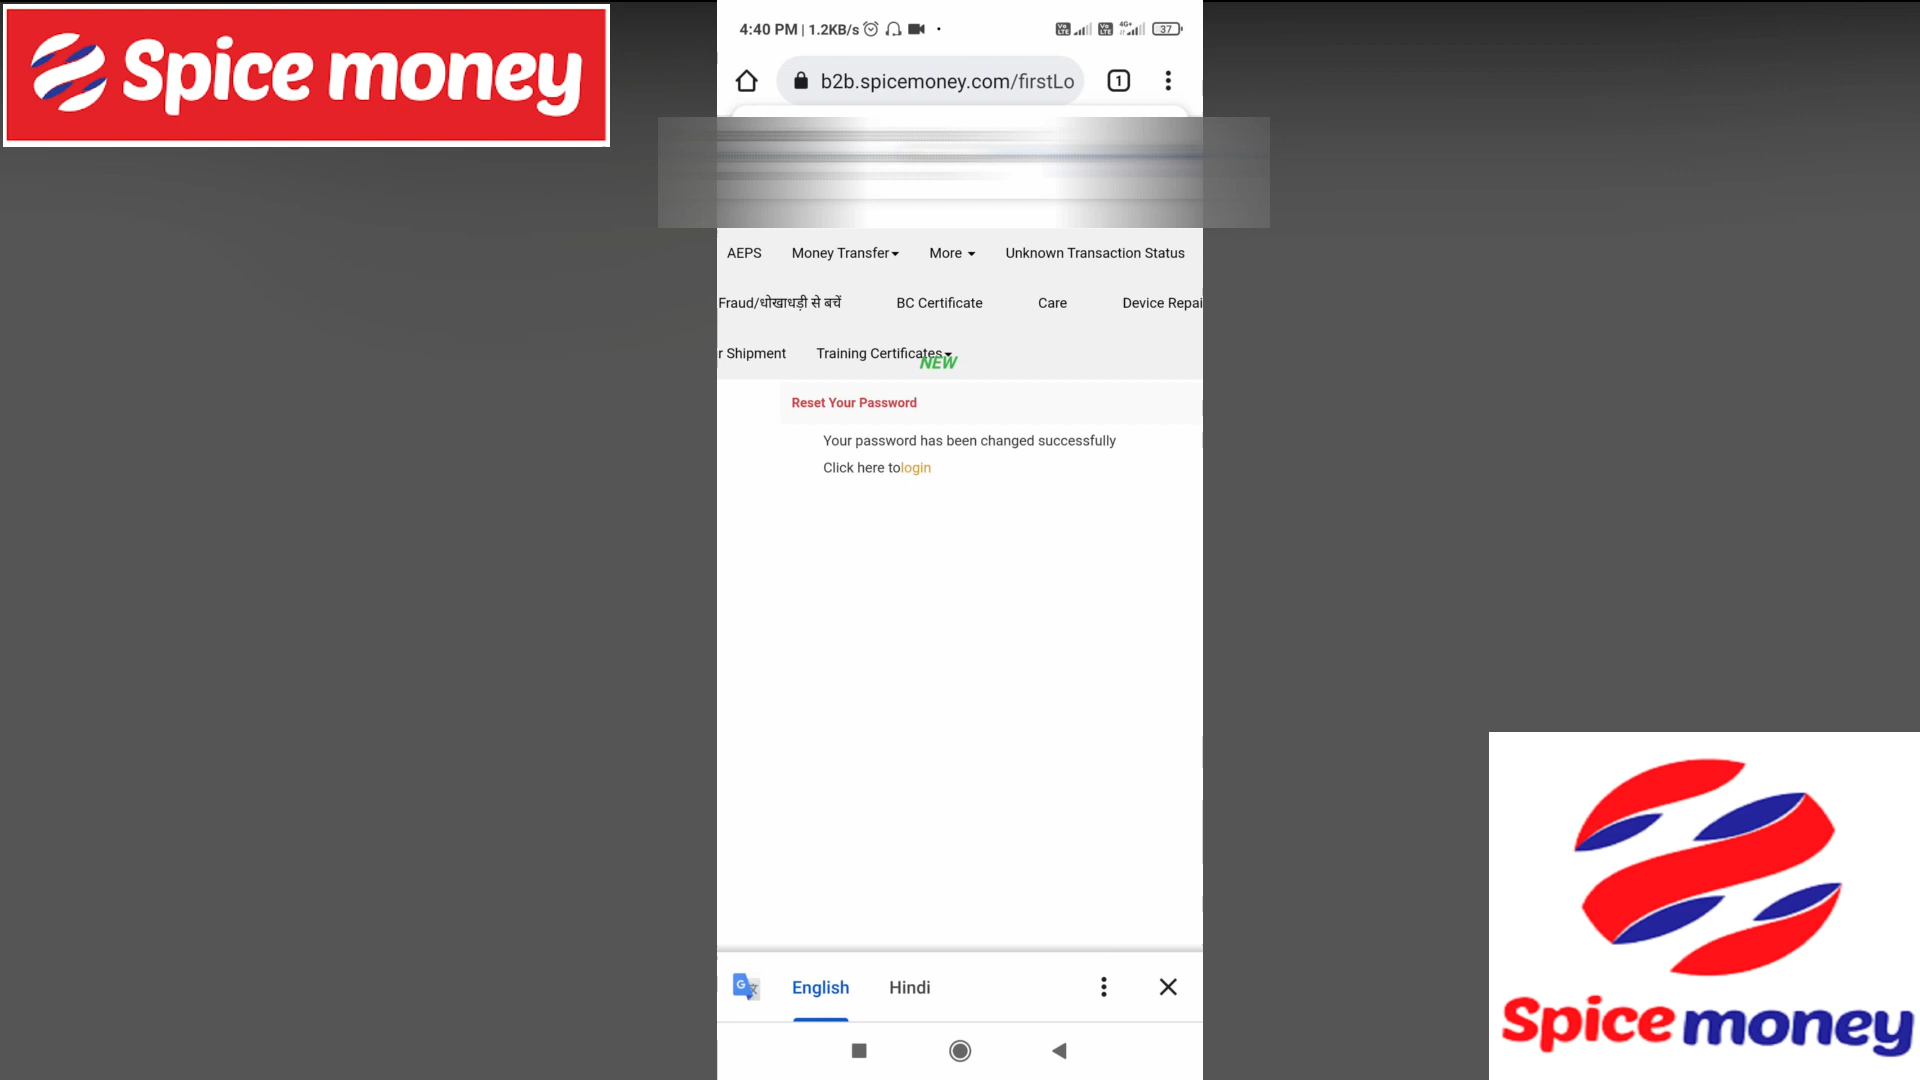 Spice money
4:40 PM | 1.2KB/s
37
b2b.spicemoney.com/firstLo
1
AEPS Money Transfer More Unknown Transaction Status
Fraud/धोखाधड़ी से बचें BC Certificate Care Device Repai
r Shipment Training Certificates
NEW
Reset Your Password
Your password has been changed successfully
Click here tologin
English Hindi
Spice money